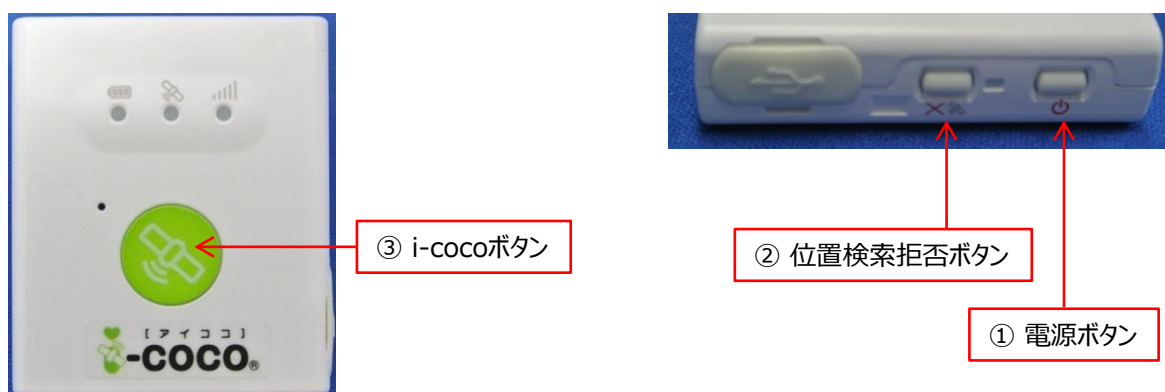 ③ i-cocoボタン
[アイココ]
i-coco®
② 位置検索拒否ボタン
① 電源ボタン